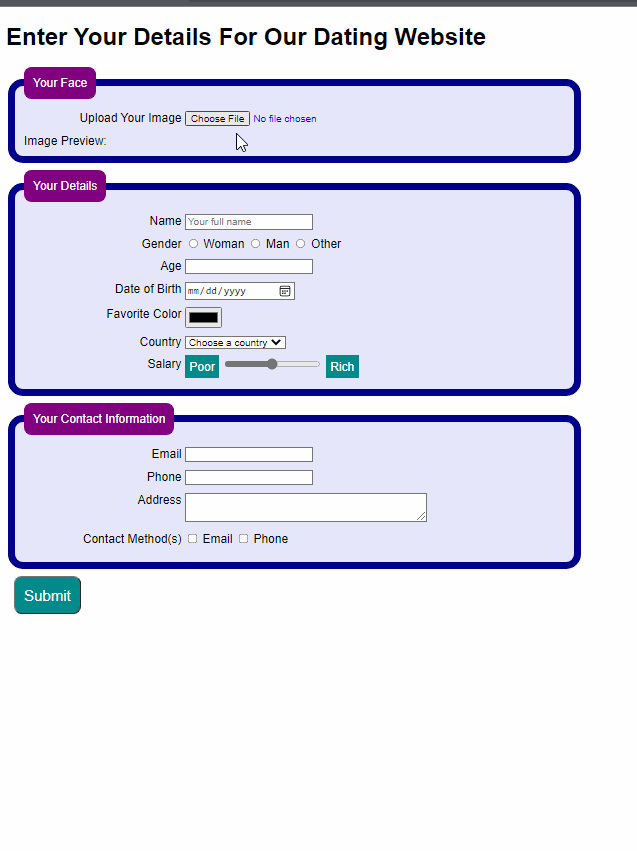 Enter Your Details For Our Dating Website
Your Face
Upload Your Image Choose File No file chosen
Image Preview:
Your Details
Name Your full name
Gender Woman Man Other
Age
Date of Birth mm/dd/yyyy
Favorite Color
Country Choose a country
Salary Poor Rich
Your Contact Information
Email
Phone
Address
Contact Method(s) Email Phone
Submit